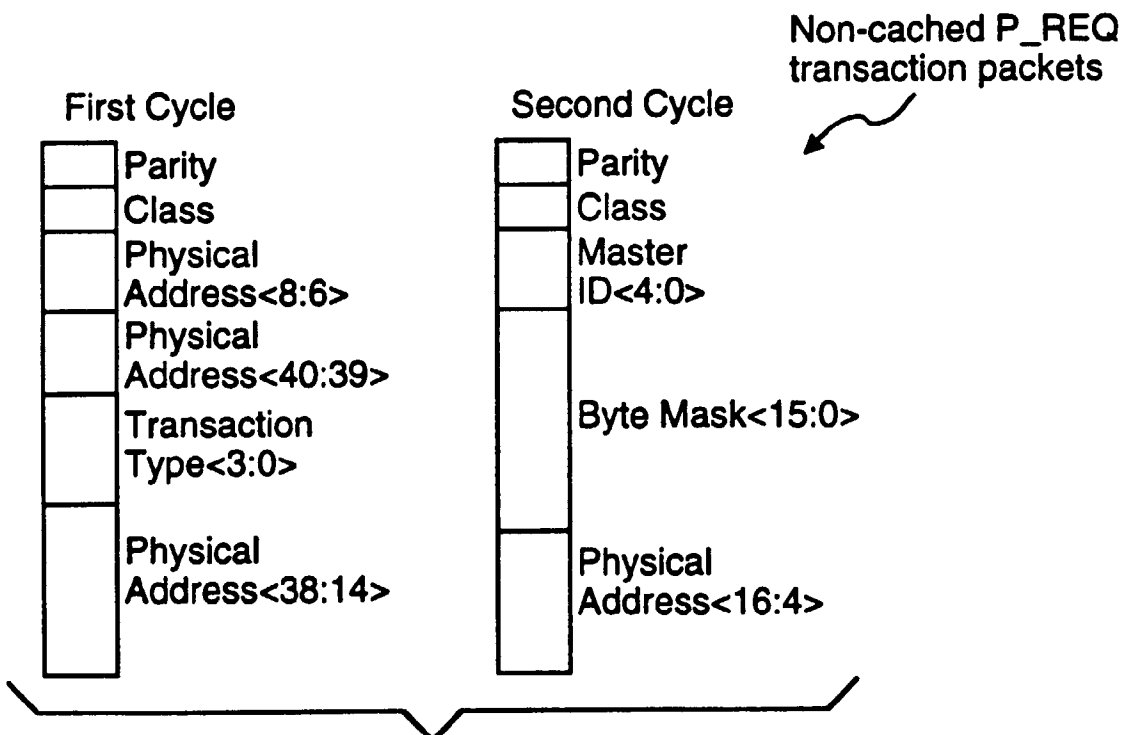 Non-cached P_REQ
transaction packets
First Cycle
Parity
Class
Physical
Address<8:6>
Physical
Address<40:39>
Transaction
Type<3:0>
Physical
Address<38:14>
Second Cycle
Parity
Class
Master
ID<4:0>
Byte Mask<15:0>
Physical
Address<16:4>